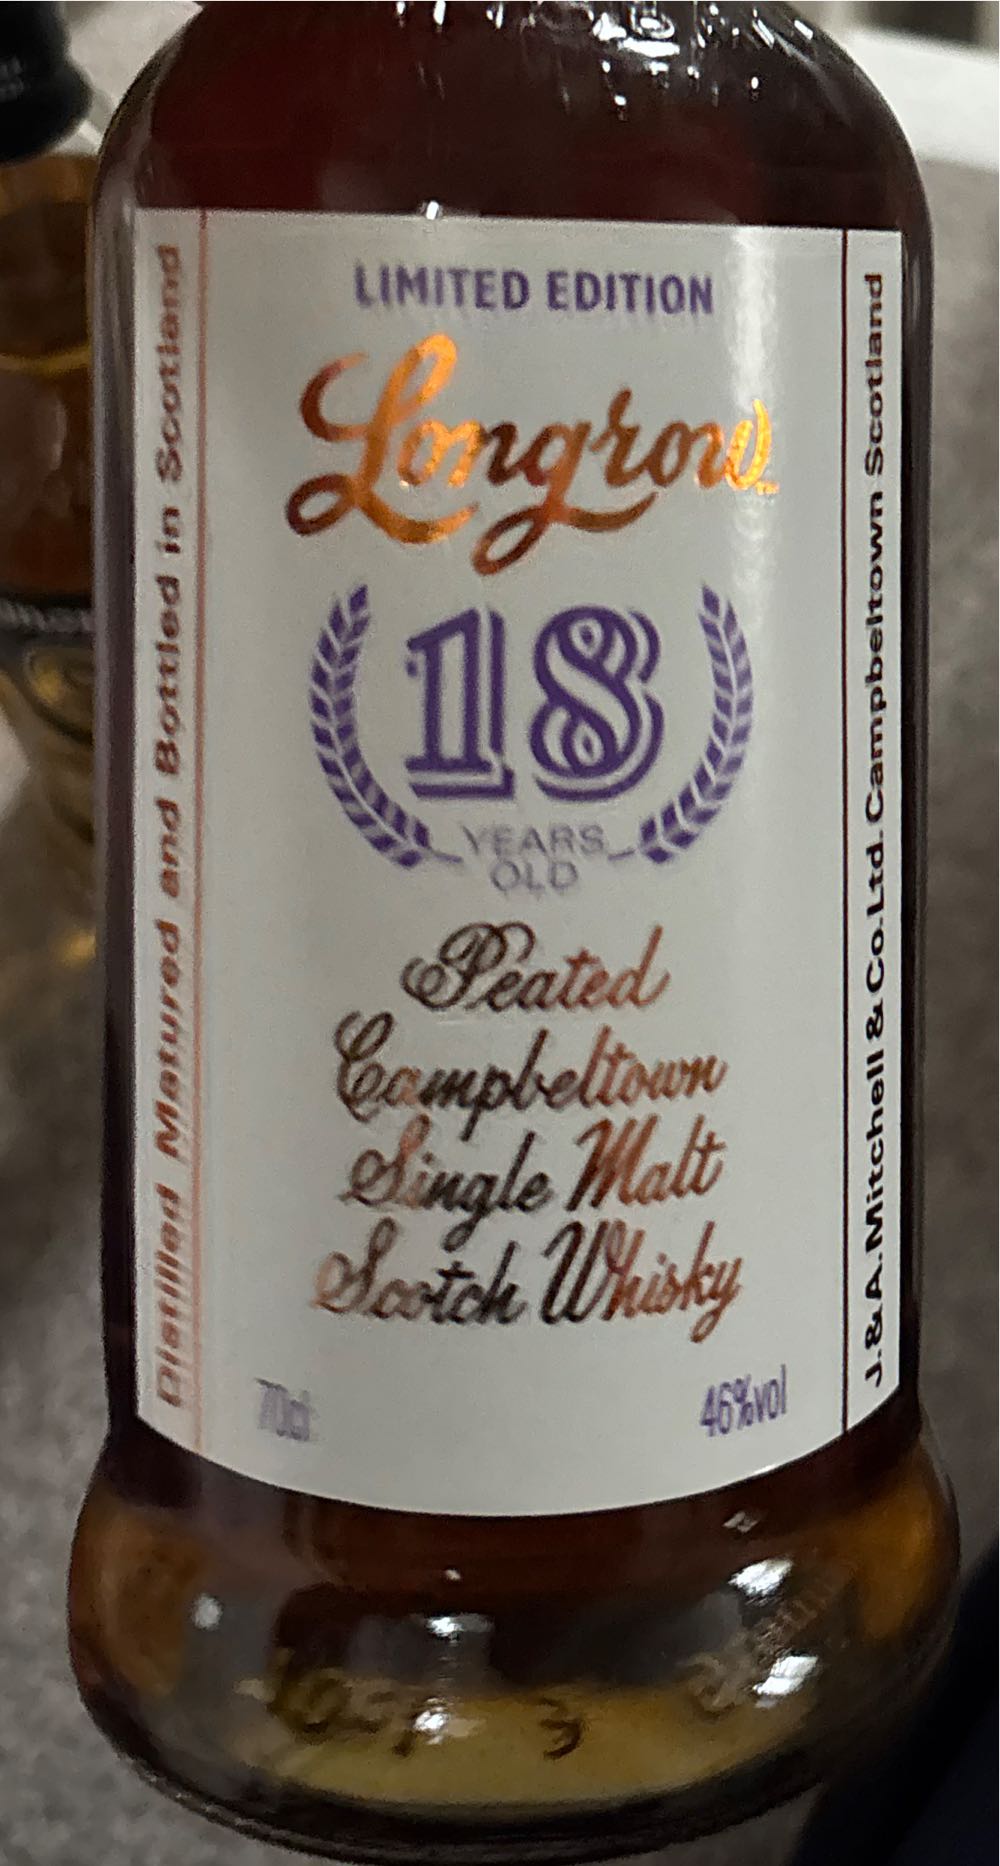 LIMITED EDITION
Longrow
TM
18
YEARS
OLD
Peated
Campbeltown
Single Malt
Scotch Whisky
70cl
46%vol
Distilled Matured and Bottled in Scotland
J.&A.Mitchell & Co.Ltd. Campbeltown Scotland